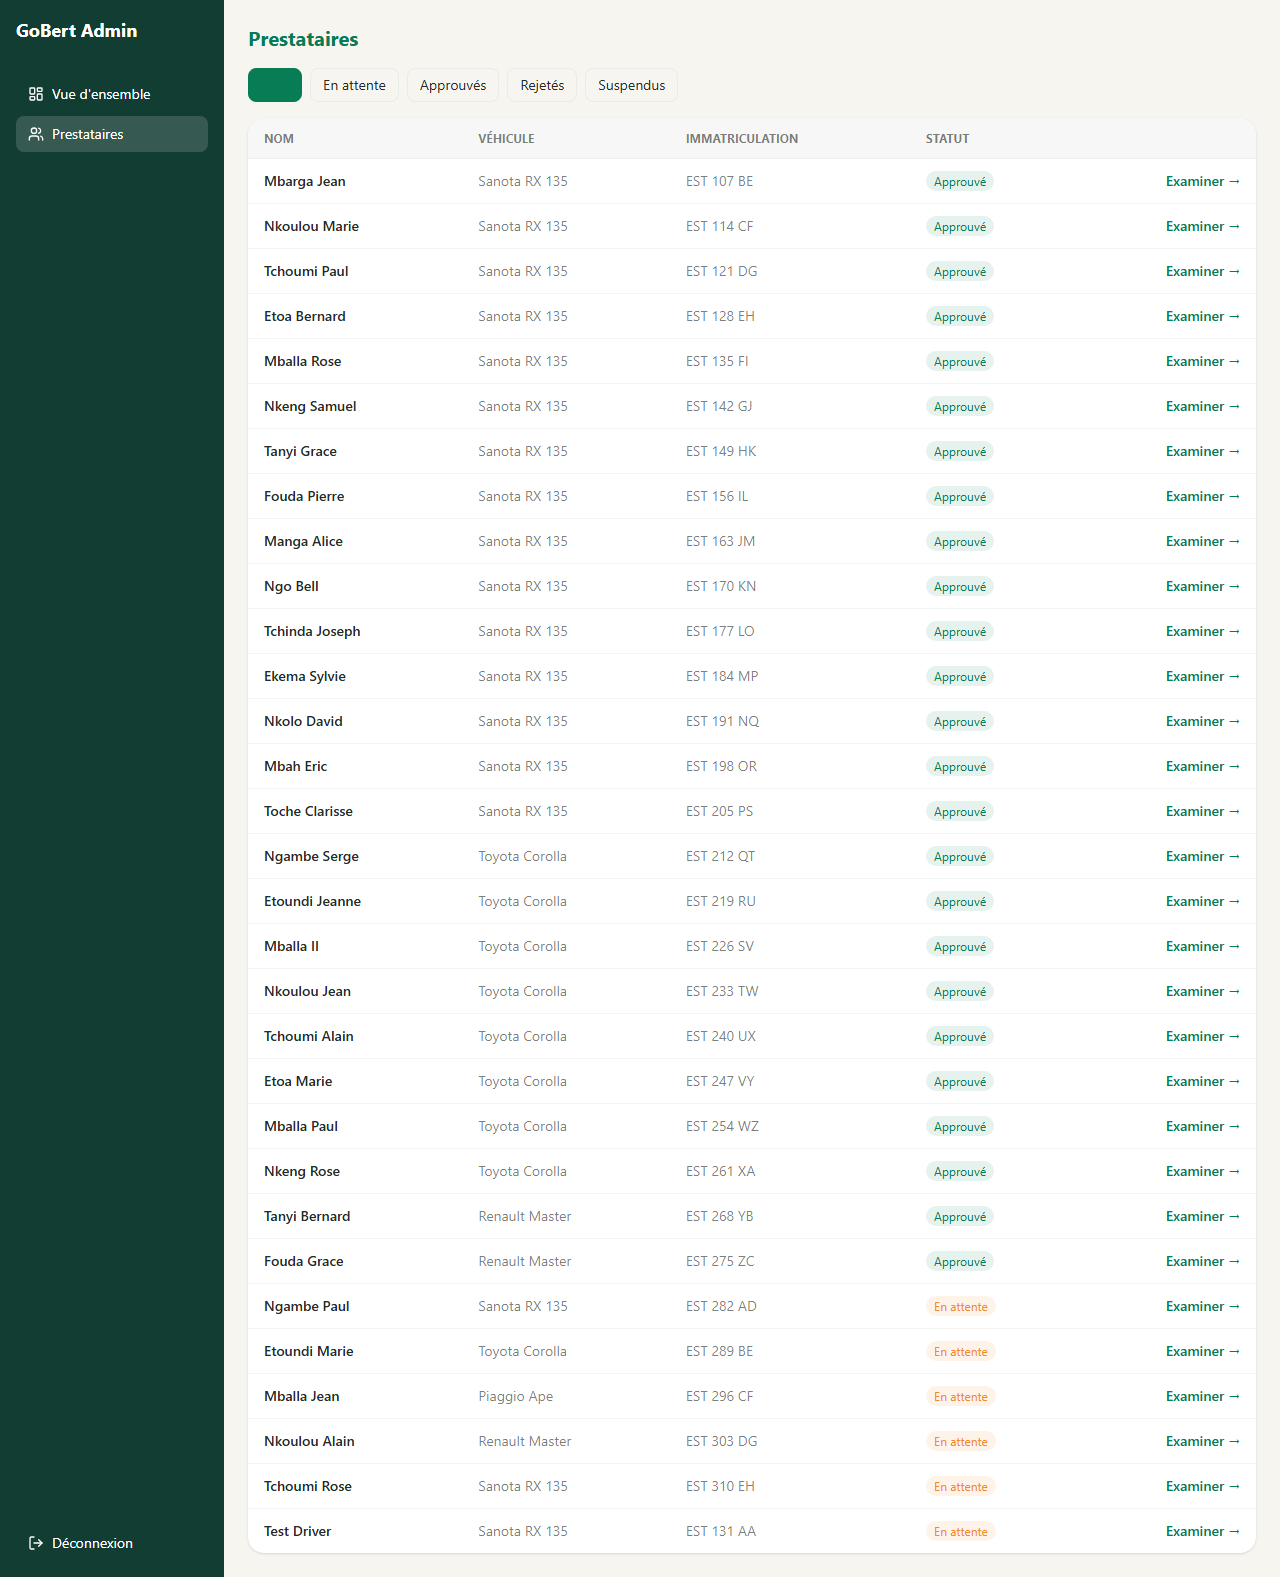 GoBert Admin
Vue d'ensemble
Prestataires
Déconnexion
Prestataires
En attente Approuvés Rejetés Suspendus
NOM VÉHICULE IMMATRICULATION STATUT
Mbarga Jean Sanota RX 135 EST 107 BE Approuvé Examiner →
Nkoulou Marie Sanota RX 135 EST 114 CF Approuvé Examiner →
Tchoumi Paul Sanota RX 135 EST 121 DG Approuvé Examiner →
Etoa Bernard Sanota RX 135 EST 128 EH Approuvé Examiner →
Mballa Rose Sanota RX 135 EST 135 FI Approuvé Examiner →
Nkeng Samuel Sanota RX 135 EST 142 GJ Approuvé Examiner →
Tanyi Grace Sanota RX 135 EST 149 HK Approuvé Examiner →
Fouda Pierre Sanota RX 135 EST 156 IL Approuvé Examiner →
Manga Alice Sanota RX 135 EST 163 JM Approuvé Examiner →
Ngo Bell Sanota RX 135 EST 170 KN Approuvé Examiner →
Tchinda Joseph Sanota RX 135 EST 177 LO Approuvé Examiner →
Ekema Sylvie Sanota RX 135 EST 184 MP Approuvé Examiner →
Nkolo David Sanota RX 135 EST 191 NQ Approuvé Examiner →
Mbah Eric Sanota RX 135 EST 198 OR Approuvé Examiner →
Toche Clarisse Sanota RX 135 EST 205 PS Approuvé Examiner →
Ngambe Serge Toyota Corolla EST 212 QT Approuvé Examiner →
Etoundi Jeanne Toyota Corolla EST 219 RU Approuvé Examiner →
Mballa II Toyota Corolla EST 226 SV Approuvé Examiner →
Nkoulou Jean Toyota Corolla EST 233 TW Approuvé Examiner →
Tchoumi Alain Toyota Corolla EST 240 UX Approuvé Examiner →
Etoa Marie Toyota Corolla EST 247 VY Approuvé Examiner →
Mballa Paul Toyota Corolla EST 254 WZ Approuvé Examiner →
Nkeng Rose Toyota Corolla EST 261 XA Approuvé Examiner →
Tanyi Bernard Renault Master EST 268 YB Approuvé Examiner →
Fouda Grace Renault Master EST 275 ZC Approuvé Examiner →
Ngambe Paul Sanota RX 135 EST 282 AD En attente Examiner →
Etoundi Marie Toyota Corolla EST 289 BE En attente Examiner →
Mballa Jean Piaggio Ape EST 296 CF En attente Examiner →
Nkoulou Alain Renault Master EST 303 DG En attente Examiner →
Tchoumi Rose Sanota RX 135 EST 310 EH En attente Examiner →
Test Driver Sanota RX 135 EST 131 AA En attente Examiner →